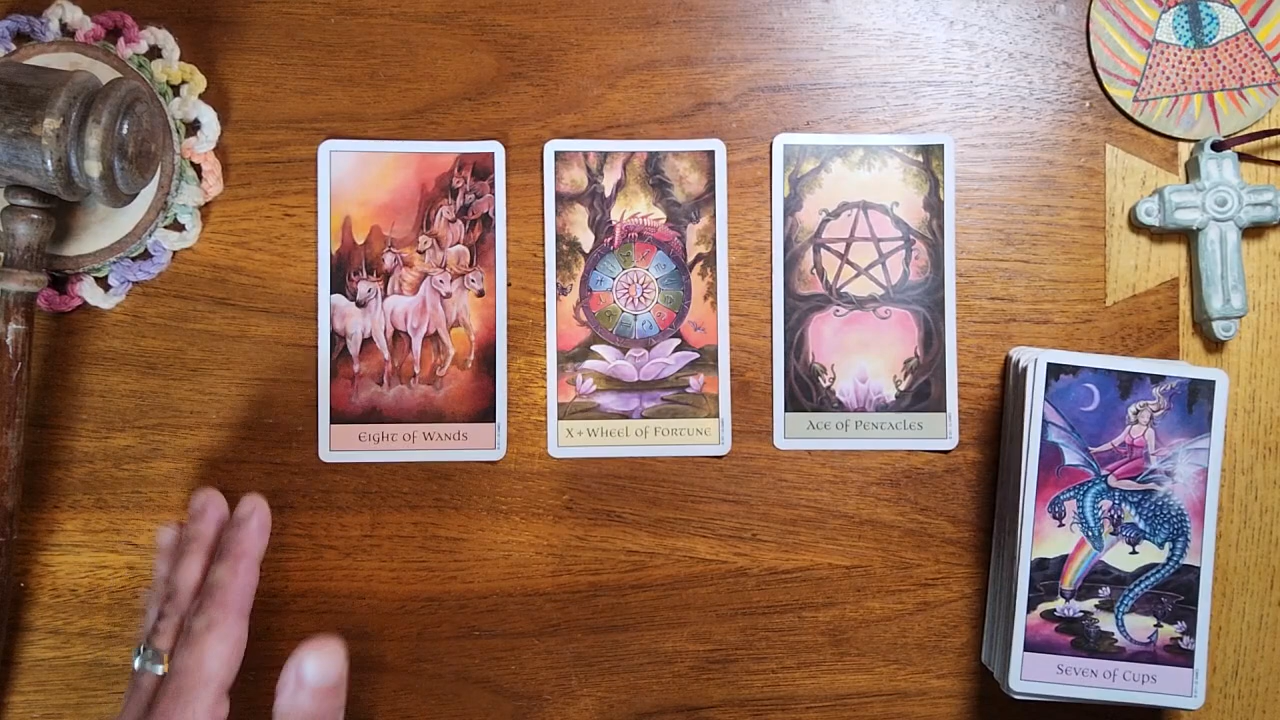 Eight of Wands
X + Wheel of Fortune
Ace of Pentacles
Seven of Cups